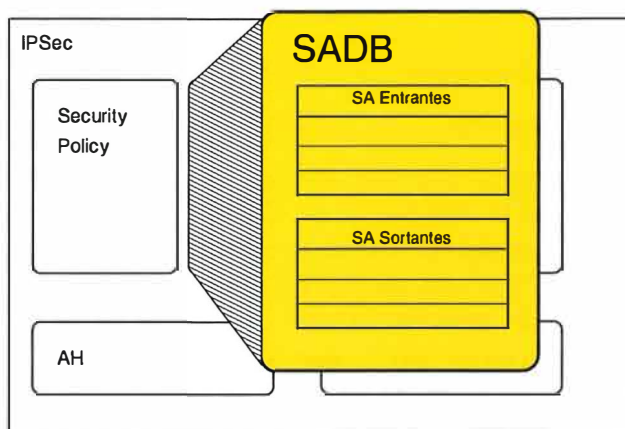 IPSec
SADB
SA Entrantes
Security
Policy
SA Sortantes
AH